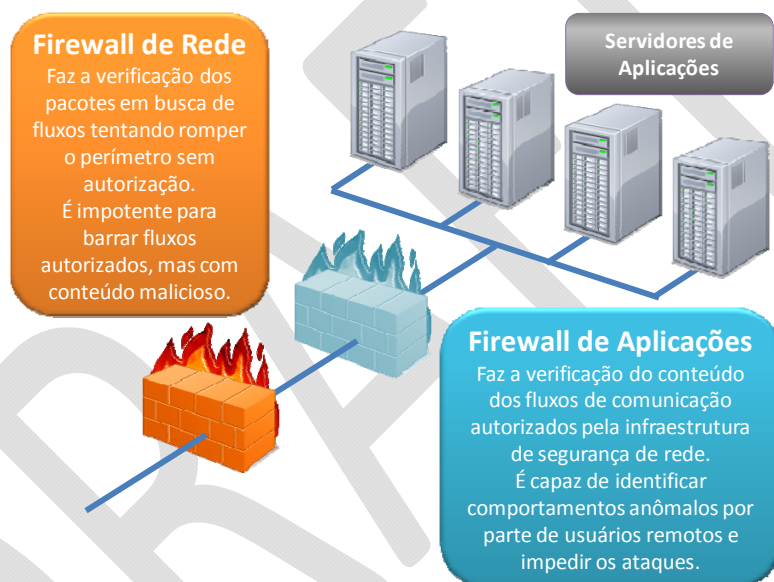 Firewall de Rede
Faz a verificação dos
pacotes em busca de
fluxos tentando romper
o perímetro sem
autorização.
É impotente para
barrar fluxos
autorizados, mas com
conteúdo malicioso.
Servidores de
Aplicações
Firewall de Aplicações
Faz a verificação do conteúdo
dos fluxos de comunicação
autorizados pela infraestrutura
de segurança de rede.
É capaz de identificar
comportamentos anômalos por
parte de usuários remotos e
impedir os ataques.